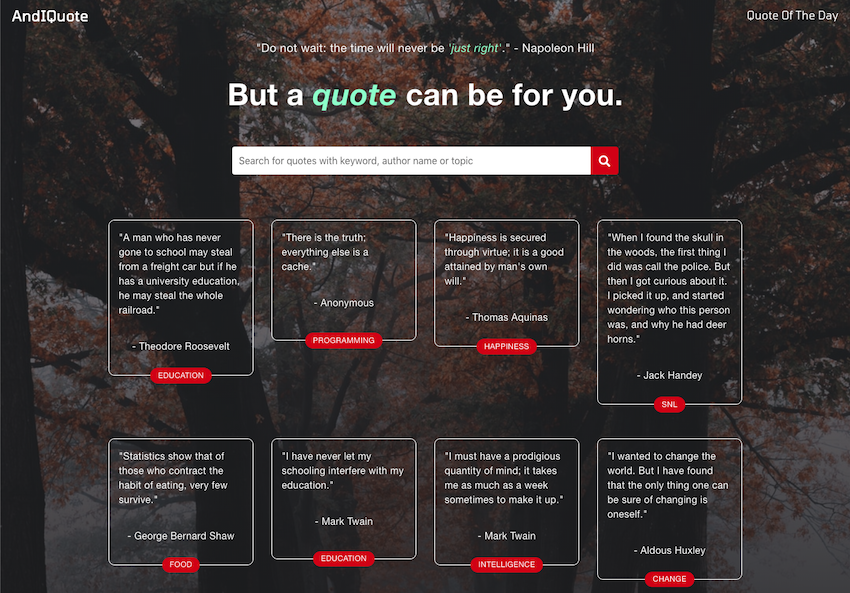 AndIQuote
Quote Of The Day
"Do not wait: the time will never be 'just right'." - Napoleon Hill
But a quote can be for you.
Search for quotes with keyword, author name or topic
"A man who has never
gone to school may steal
from a freight car but if he
has a university education,
he may steal the whole
railroad."
- Theodore Roosevelt
EDUCATION
"There is the truth;
everything else is a
cache."
- Anonymous
PROGRAMMING
"Happiness is secured
through virtue; it is a good
attained by man's own
will."
- Thomas Aquinas
HAPPINESS
"When I found the skull in
the woods, the first thing I
did was call the police. But
then I got curious about it.
I picked it up, and started
wondering who this person
was, and why he had deer
horns."
- Jack Handey
SNL
"Statistics show that of
those who contract the
habit of eating, very few
survive."
- George Bernard Shaw
FOOD
"I have never let my
schooling interfere with my
education."
- Mark Twain
EDUCATION
"I must have a prodigious
quantity of mind; it takes
me as much as a week
sometimes to make it up."
- Mark Twain
INTELLIGENCE
"I wanted to change the
world. But I have found
that the only thing one can
be sure of changing is
oneself."
- Aldous Huxley
CHANGE